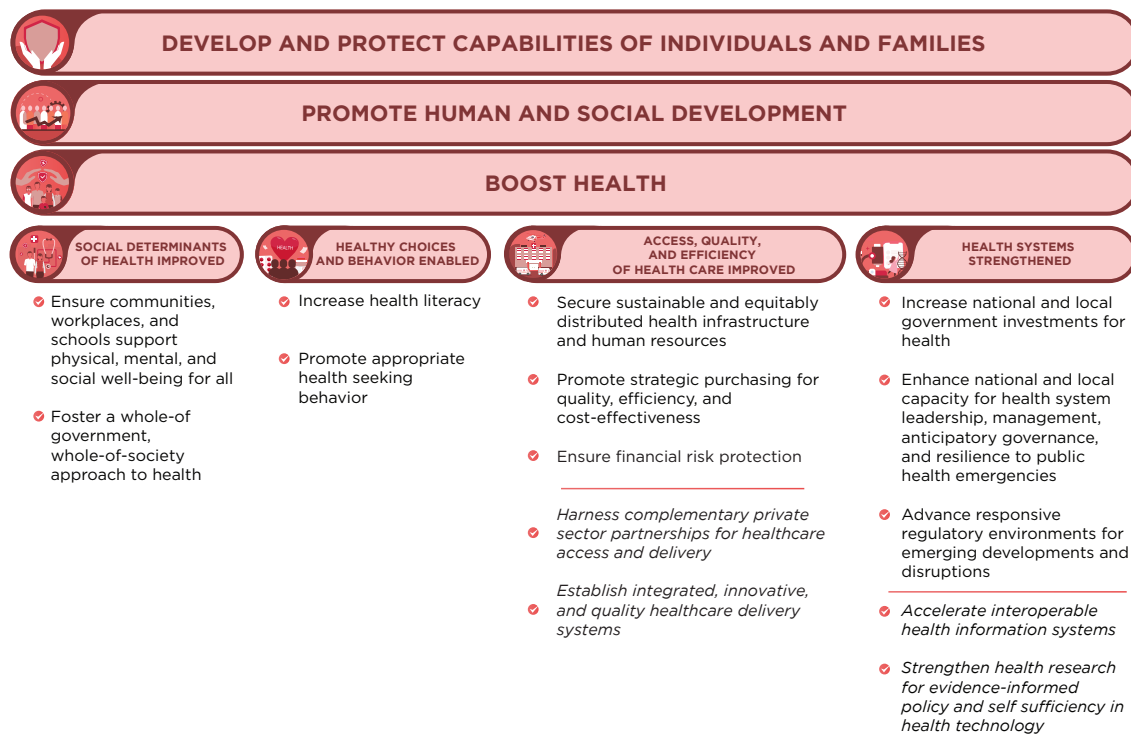 DEVELOP AND PROTECT CAPABILITIES OF INDIVIDUALS AND FAMILIES
PROMOTE HUMAN AND SOCIAL DEVELOPMENT
BOOST HEALTH
SOCIAL DETERMINANTS
OF HEALTH IMPROVED
Ensure communities,
workplaces, and
schools support
physical, mental, and
social well-being for all
Foster a whole-of
government,
whole-of-society
approach to health
HEALTH
HEALTHY CHOICES
AND BEHAVIOR ENABLED
Increase health literacy
Promote appropriate
health seeking
behavior
ACCESS, QUALITY,
AND EFFICIENCY
OF HEALTH CARE IMPROVED
Secure sustainable and equitably
distributed health infrastructure
and human resources
Promote strategic purchasing for
quality, efficiency, and
cost-effectiveness
Ensure financial risk protection
Harness complementary private
sector partnerships for healthcare
access and delivery
Establish integrated, innovative,
and quality healthcare delivery
systems
HEALTH SYSTEMS
STRENGTHENED
Increase national and local
government investments for
health
Enhance national and local
capacity for health system
leadership, management,
anticipatory governance,
and resilience to public
health emergencies
Advance responsive
regulatory environments for
emerging developments and
disruptions
Accelerate interoperable
health information systems
Strengthen health research
for evidence-informed
policy and self sufficiency in
health technology